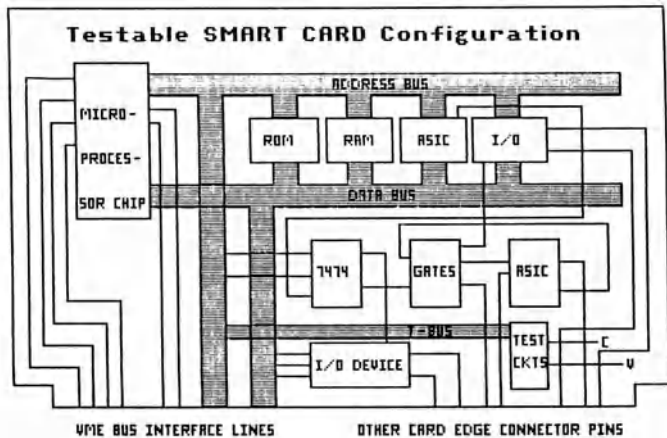 Testable SMART CARD Configuration
ADDRESS BUS
MICRO-
PROCES-
SOR CHIP
ROM
RAM
ASIC
I/O
DATA BUS
7474
GATES
ASIC
T-BUS
TEST
CKTS
C
V
I/O DEVICE
VME BUS INTERFACE LINES
OTHER CARD EDGE CONNECTOR PINS